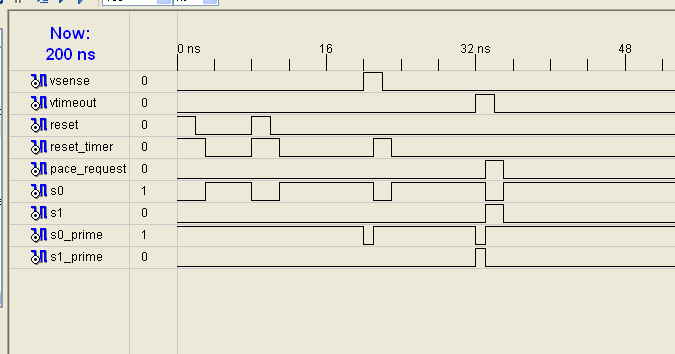 Now:
200 ns
0 ns 16 32 ns 48
vsense 0
vtimeout 0
reset 0
reset_timer 0
pace_request 0
s0 1
s1 0
s0_prime 1
s1_prime 0